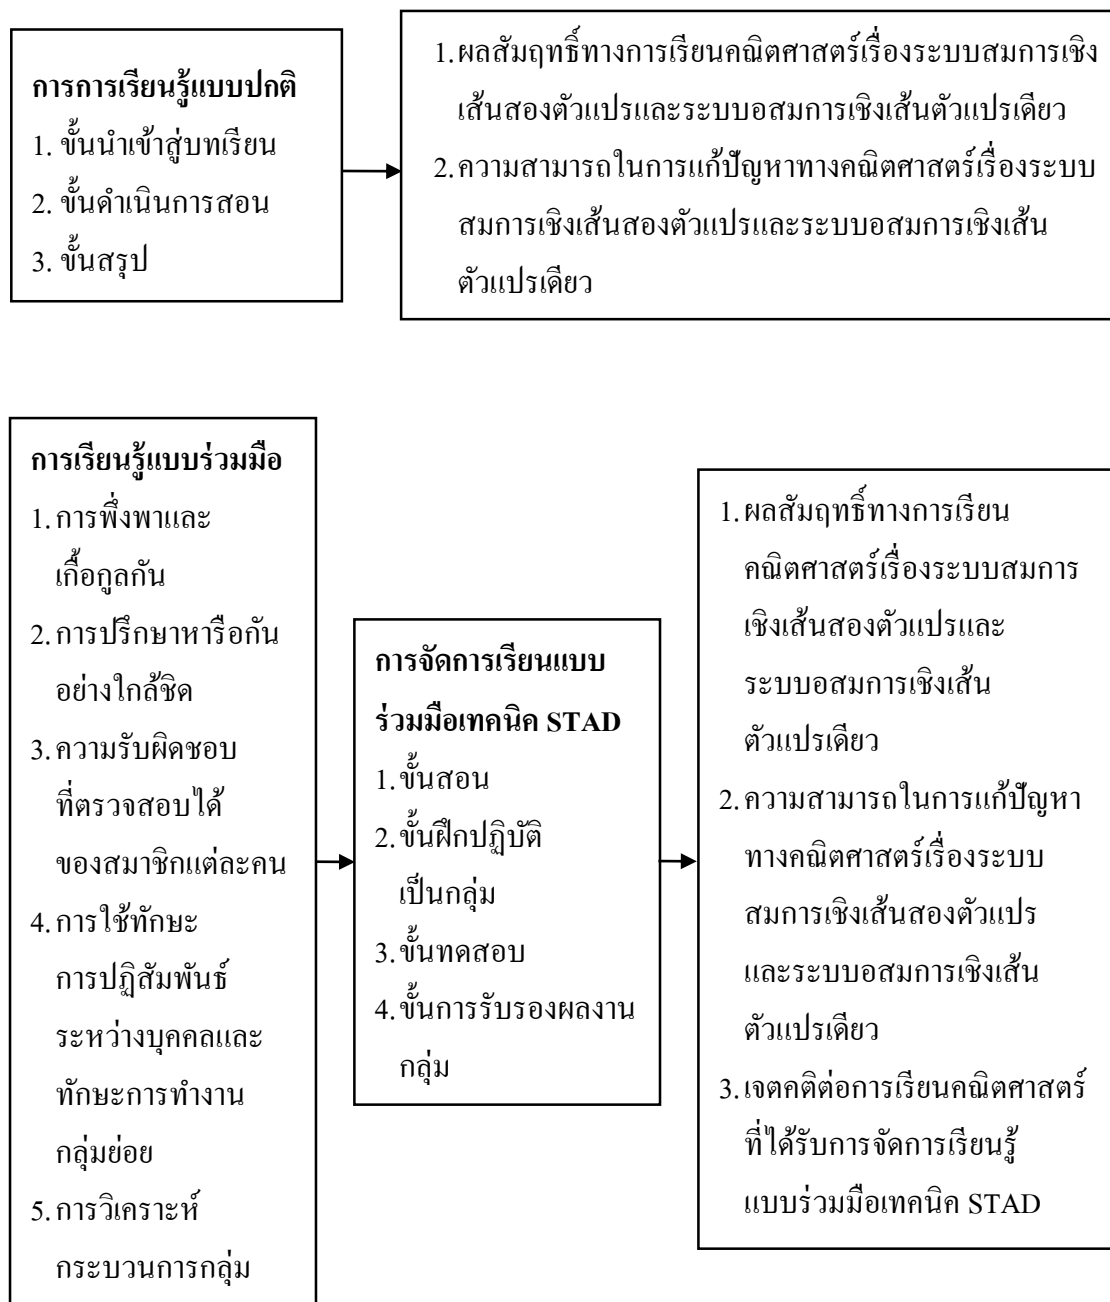 การการเรียนรู้แบบปกติ
1. ขั้นนำเข้าสู่บทเรียน
2. ขั้นดำเนินการสอน
3. ขั้นสรุป
1. ผลสัมฤทธิ์ทางการเรียนคณิตศาสตร์เรื่องระบบสมการเชิง
เส้นสองตัวแปรและระบบอสมการเชิงเส้นตัวแปรเดียว
2. ความสามารถในการแก้ปัญหาทางคณิตศาสตร์เรื่องระบบ
สมการเชิงเส้นสองตัวแปรและระบบอสมการเชิงเส้น
ตัวแปรเดียว
การเรียนรู้แบบร่วมมือ
1. การพึ่งพาและ
เกื้อกูลกัน
2. การปรึกษาหารือกัน
อย่างใกล้ชิด
3. ความรับผิดชอบ
ที่ตรวจสอบได้
ของสมาชิกแต่ละคน
4. การใช้ทักษะ
การปฏิสัมพันธ์
ระหว่างบุคคลและ
ทักษะการทำงาน
กลุ่มย่อย
5. การวิเคราะห์
กระบวนการกลุ่ม
การจัดการเรียนแบบ
ร่วมมือเทคนิค STAD
1. ขั้นสอน
2. ขั้นฝึกปฏิบัติ
เป็นกลุ่ม
3. ขั้นทดสอบ
4. ขั้นการรับรองผลงาน
กลุ่ม
1. ผลสัมฤทธิ์ทางการเรียน
คณิตศาสตร์เรื่องระบบสมการ
เชิงเส้นสองตัวแปรและ
ระบบอสมการเชิงเส้น
ตัวแปรเดียว
2. ความสามารถในการแก้ปัญหา
ทางคณิตศาสตร์เรื่องระบบ
สมการเชิงเส้นสองตัวแปร
และระบบอสมการเชิงเส้น
ตัวแปรเดียว
3. เจตคติต่อการเรียนคณิตศาสตร์
ที่ได้รับการจัดการเรียนรู้
แบบร่วมมือเทคนิค STAD